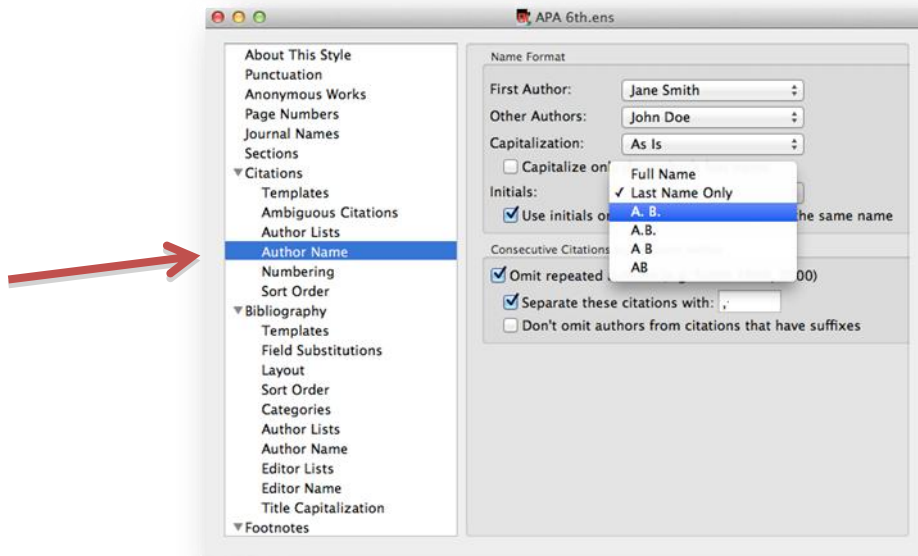 APA 6th.ens
About This Style
Punctuation
Anonymous Works
Page Numbers
Journal Names
Sections
Citations
Templates
Ambiguous Citations
Author Lists
Author Name
Numbering
Sort Order
Bibliography
Templates
Field Substitutions
Layout
Sort Order
Categories
Author Lists
Author Name
Editor Lists
Editor Name
Title Capitalization
Footnotes
Name Format
First Author: Jane Smith
Other Authors: John Doe
Capitalization: As Is
Capitalize
Initials:
Full Name
✓ Last Name Only
A. B.
A.B.
A B
AB
Use initials the same name
Consecutive Citations
Omit repeated 00)
Separate these citations with: ,
Don't omit authors from citations that have suffixes